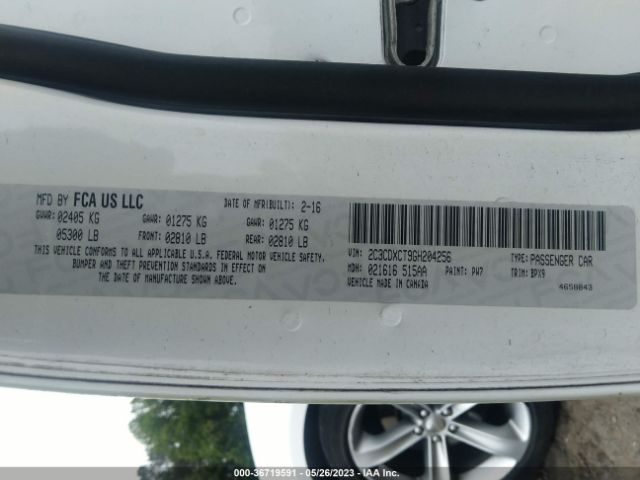 MFD BY FCA US LLC
DATE OF MFR(BUILT): 2-16
GVWR: 02405 KG
GAWR: 01275 KG
GAWR: 01275 KG
05300 LB
FRONT: 02810 LB
REAR: 02810 LB
THIS VEHICLE CONFORMS TO ALL APPLICABLE U.S.A. FEDERAL MOTOR VEHICLE SAFETY,
BUMPER AND THEFT PREVENTION STANDARDS IN EFFECT ON
THE DATE OF MANUFACTURE SHOWN ABOVE.
VIN: 2C3CDXCT9GH204256
TYPE: PASSENGER CAR
MDH: 021616 515AA
PAINT: PW7
TRIM: BPX9
VEHICLE MADE IN CANADA
4658843
000-36719591 - 05/26/2023 - IAA Inc.